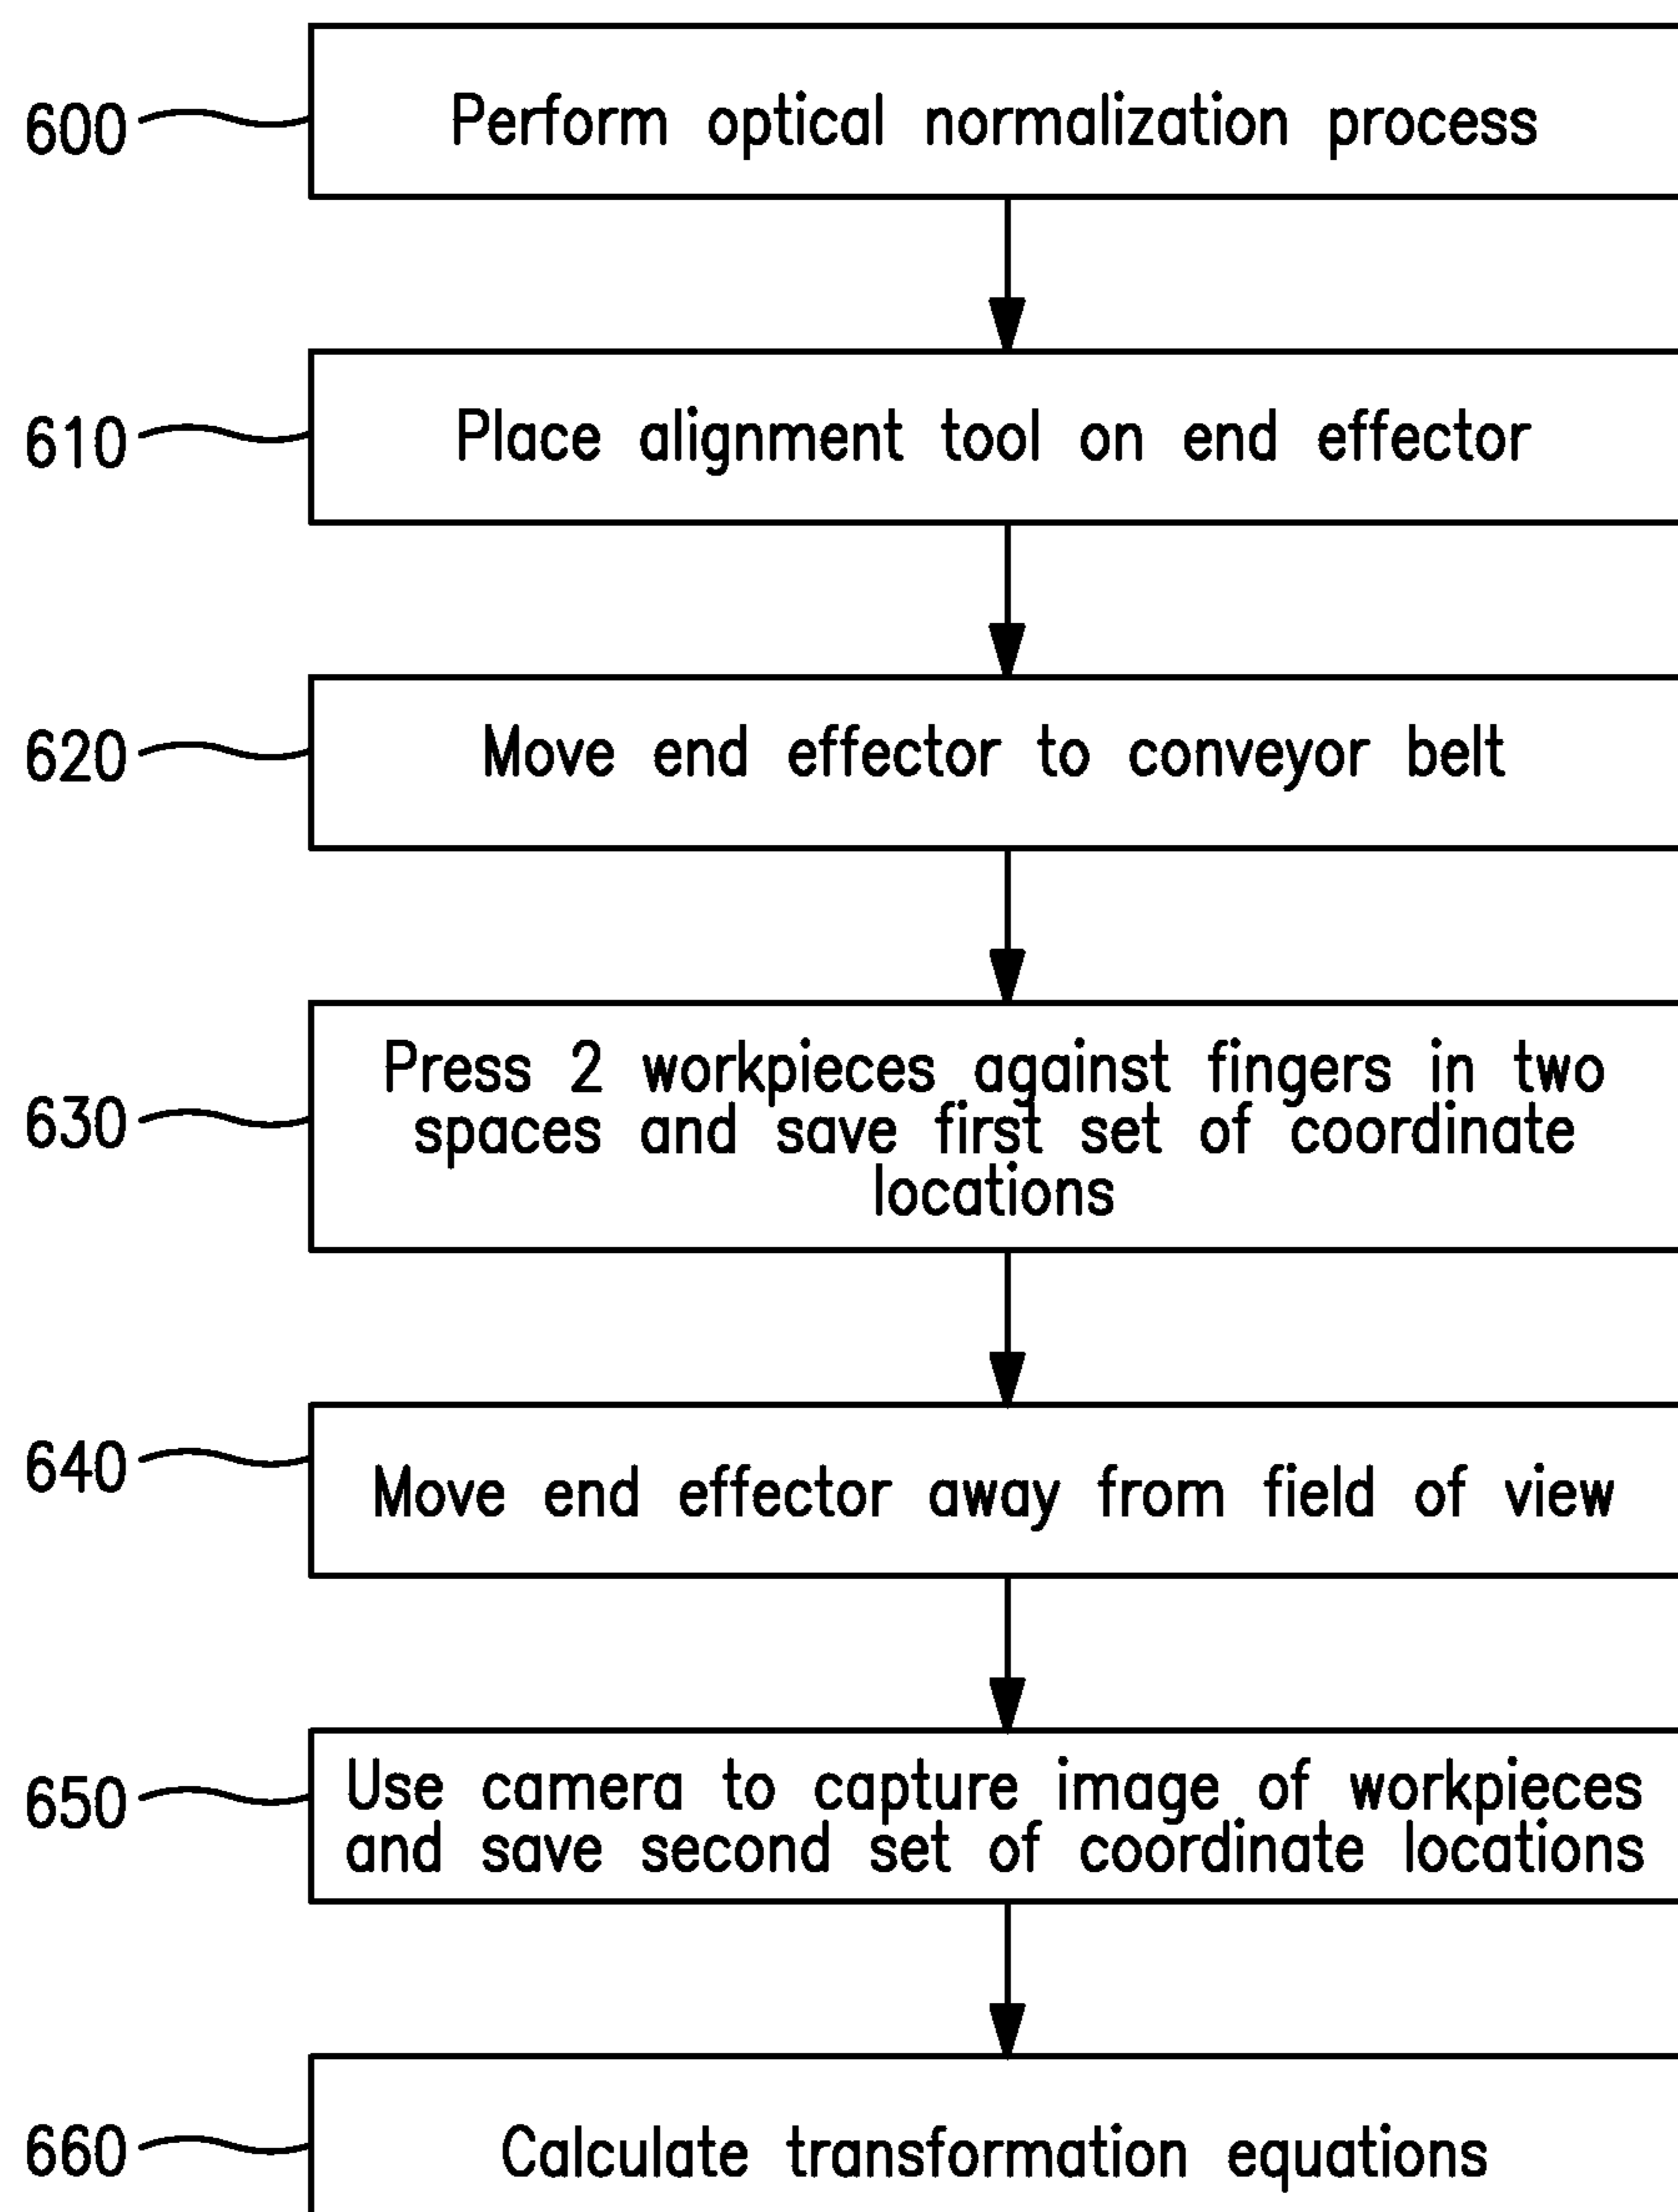 600 Perform optical normalization process
610 Place alignment tool on end effector
620 Move end effector to conveyor belt
630 Press 2 workpieces against fingers in two
spaces and save first set of coordinate
locations
640 Move end effector away from field of view
650 Use camera to capture image of workpieces
and save second set of coordinate locations
660 Calculate transformation equations